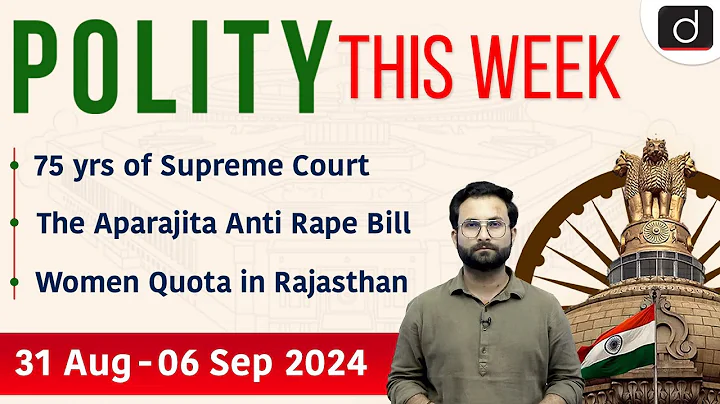 POLITY THIS WEEK
d
75 yrs of Supreme Court
The Aparajita Anti Rape Bill
Women Quota in Rajasthan
31 Aug - 06 Sep 2024